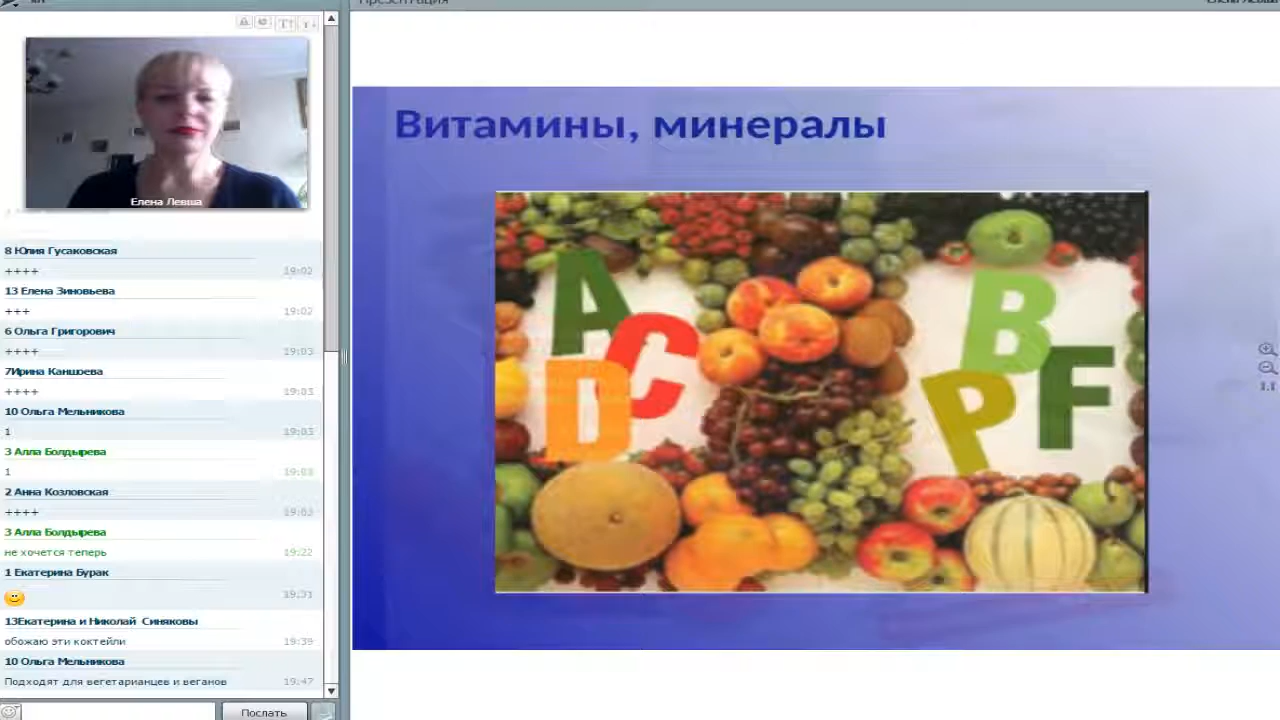 Презентация
Елена Левша
Елена Левша
8 Юлия Гусаковская
++++
19:02
13 Елена Зиновьева
+++
19:02
6 Ольга Григорович
++++
19:03
7Ирина Каншоева
++++
19:03
10 Ольга Мельникова
1
19:03
3 Алла Болдырева
1
19:03
2 Анна Козловская
++++
19:03
3 Алла Болдырева
не хочется теперь
19:22
1 Екатерина Бурак
19:31
13Екатерина и Николай Синяковы
обожаю эти коктейли
19:39
10 Ольга Мельникова
Подходят для вегетарианцев и веганов
19:47
Послать
Витамины, минералы
A
C
D
B
P
F
1:1